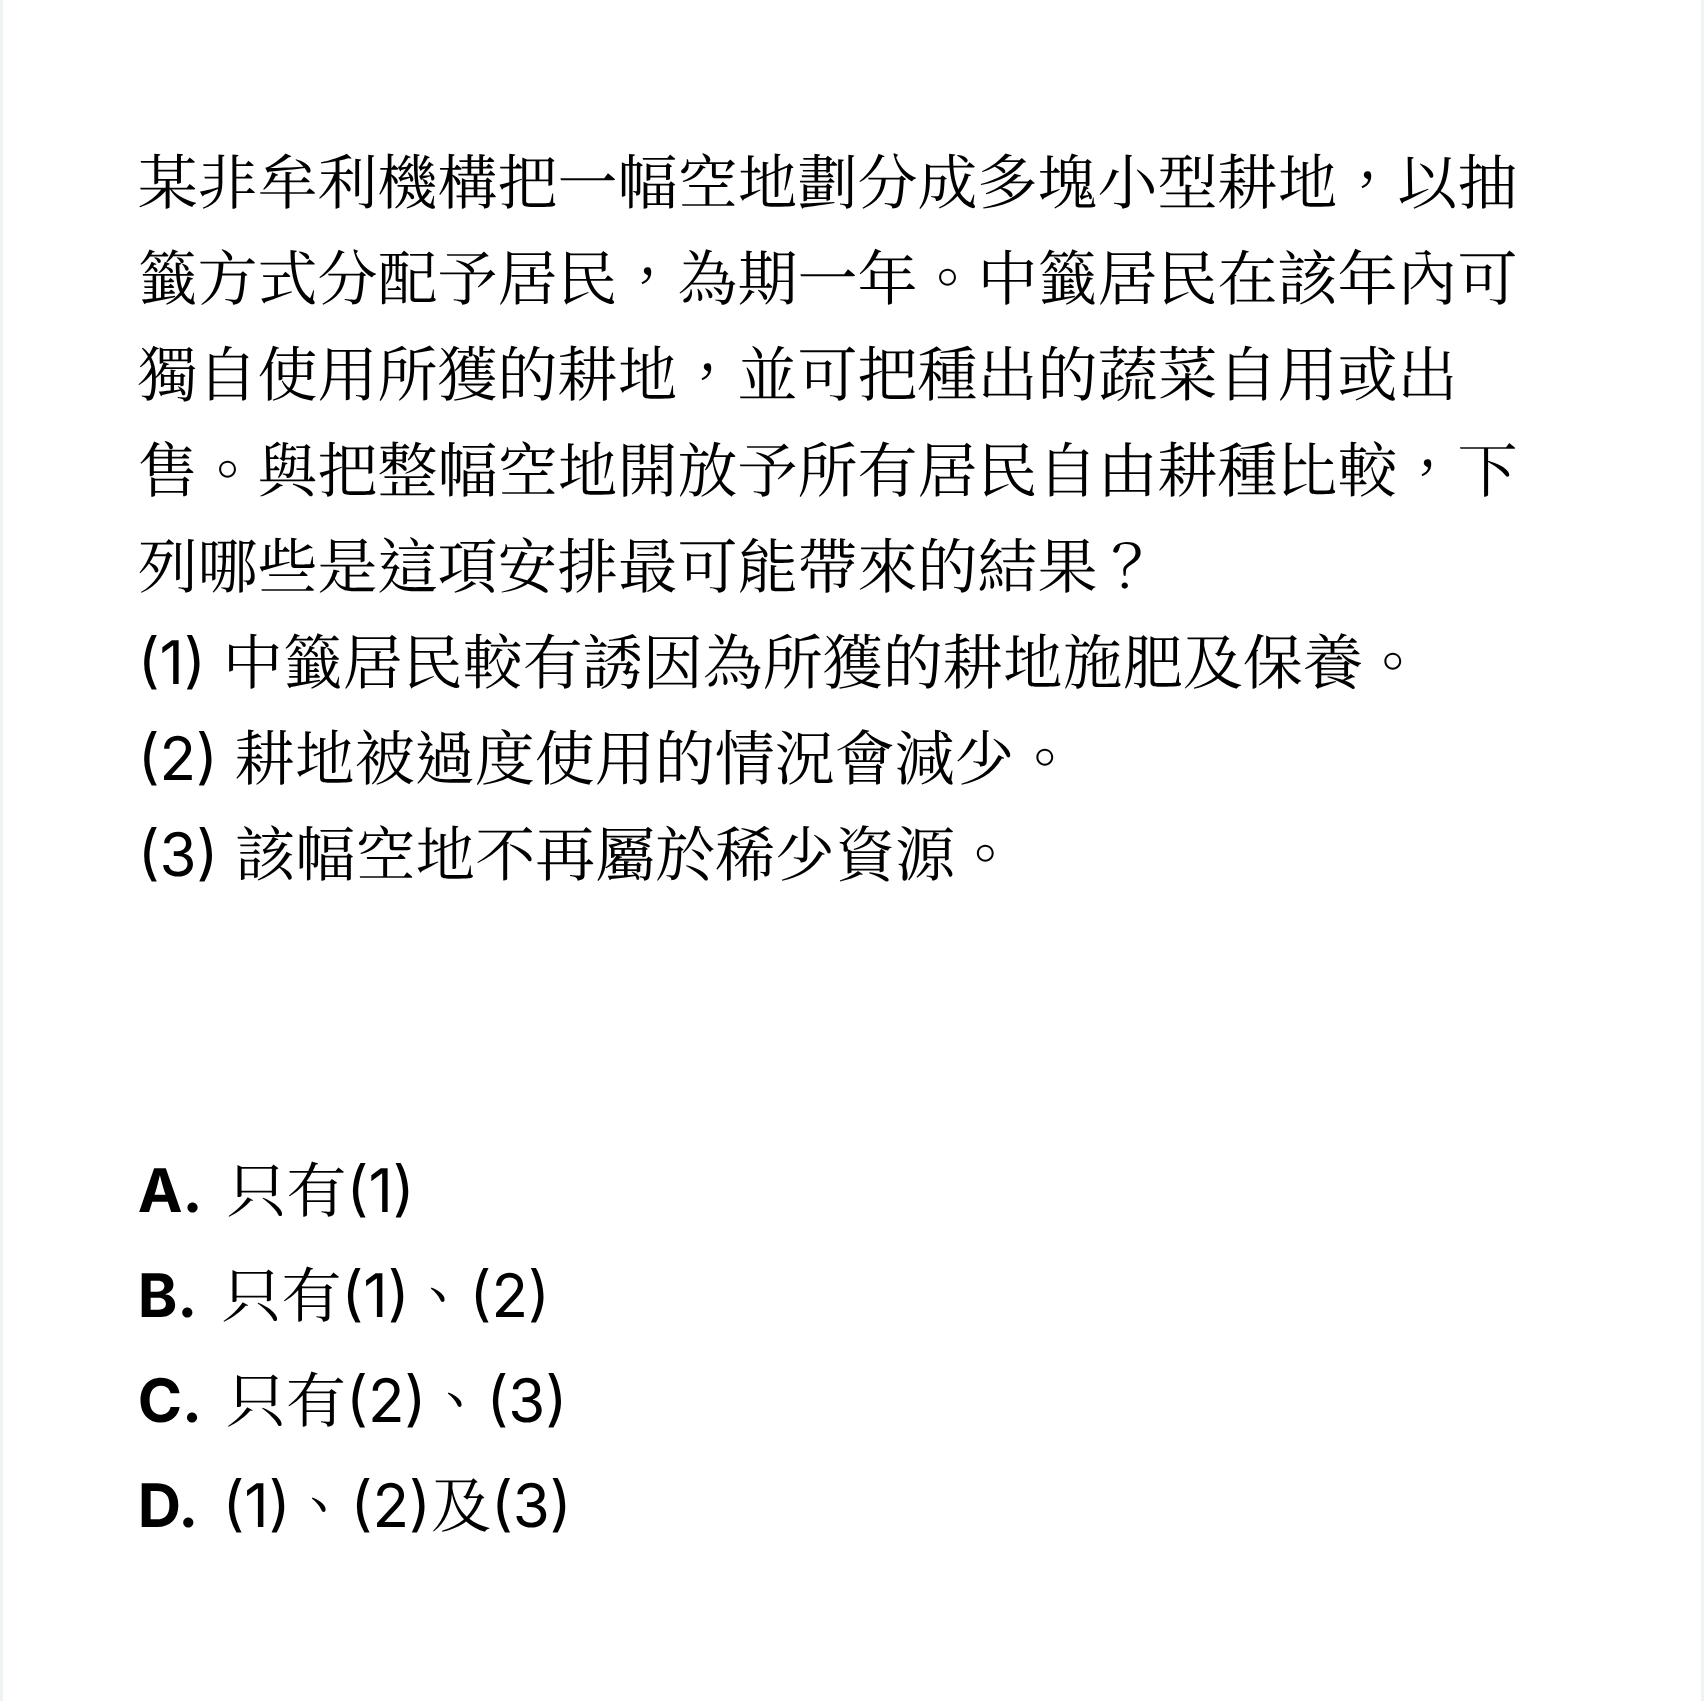 某非牟利機構把一幅空地劃分成多塊小型耕地，以抽
籤方式分配予居民，為期一年。中籤居民在該年內可
獨自使用所獲的耕地，並可把種出的蔬菜自用或出
售。與把整幅空地開放予所有居民自由耕種比較，下
列哪些是這項安排最可能帶來的結果？
(1) 中籤居民較有誘因為所獲的耕地施肥及保養。
(2) 耕地被過度使用的情況會減少。
(3) 該幅空地不再屬於稀少資源。
A. 只有(1)
B. 只有(1)、(2)
C. 只有(2)、(3)
D. (1)、(2)及(3)